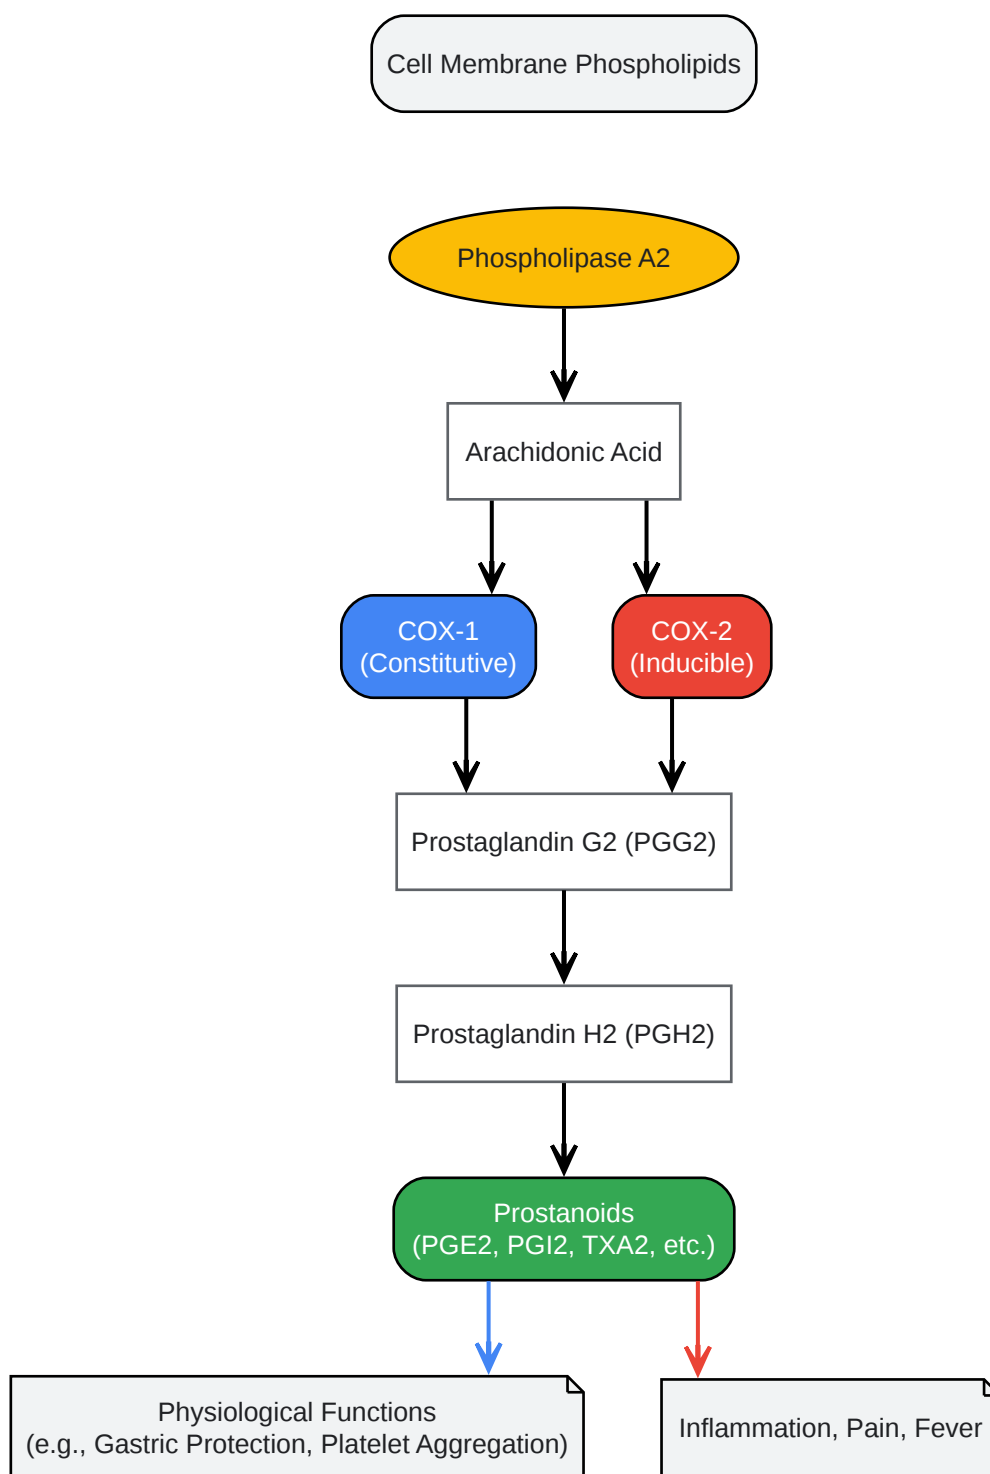 Cell Membrane Phospholipids
Phospholipase A2
Arachidonic Acid
COX-1
(Constitutive)
COX-2
(Inducible)
Prostaglandin G2 (PGG2)
Prostaglandin H2 (PGH2)
Prostanoids
(PGE2, PGI2, TXA2, etc.)
Physiological Functions
(e.g., Gastric Protection, Platelet Aggregation)
Inflammation, Pain, Fever